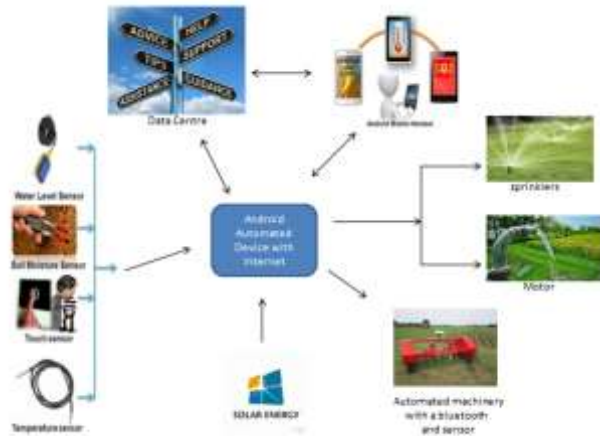 ADVICE
HELP
SUPPORT
TIPS
ASSISTANCE
GUIDANCE
Data Centre
Water Level Sensor
Soil Moisture Sensor
Touch sensor
Temperature sensor
Android
Automated
Device with
Internet
SOLAR ENERGY
sprinklers
Motor
Automated machinery
with a bluetooth
and sensor